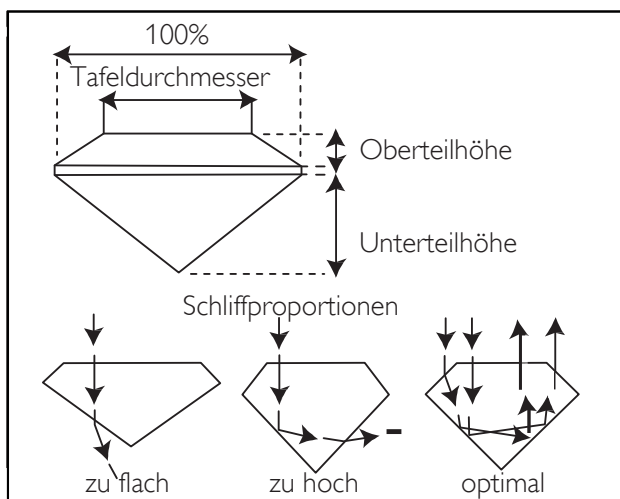 100%
Tafeldurchmesser
Oberteilhöhe
Unterteilhöhe
Schliffproportionen
zu flach
zu hoch
optimal